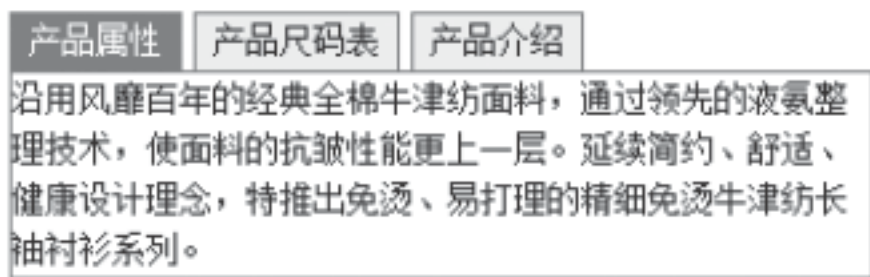 产品属性 产品尺码表 产品介绍
沿用风靡百年的经典全棉牛津纺面料，通过领先的液氨整
理技术，使面料的抗皱性能更上一层。延续简约、舒适、
健康设计理念，特推出免烫、易打理的精细免烫牛津纺长
袖衬衫系列。